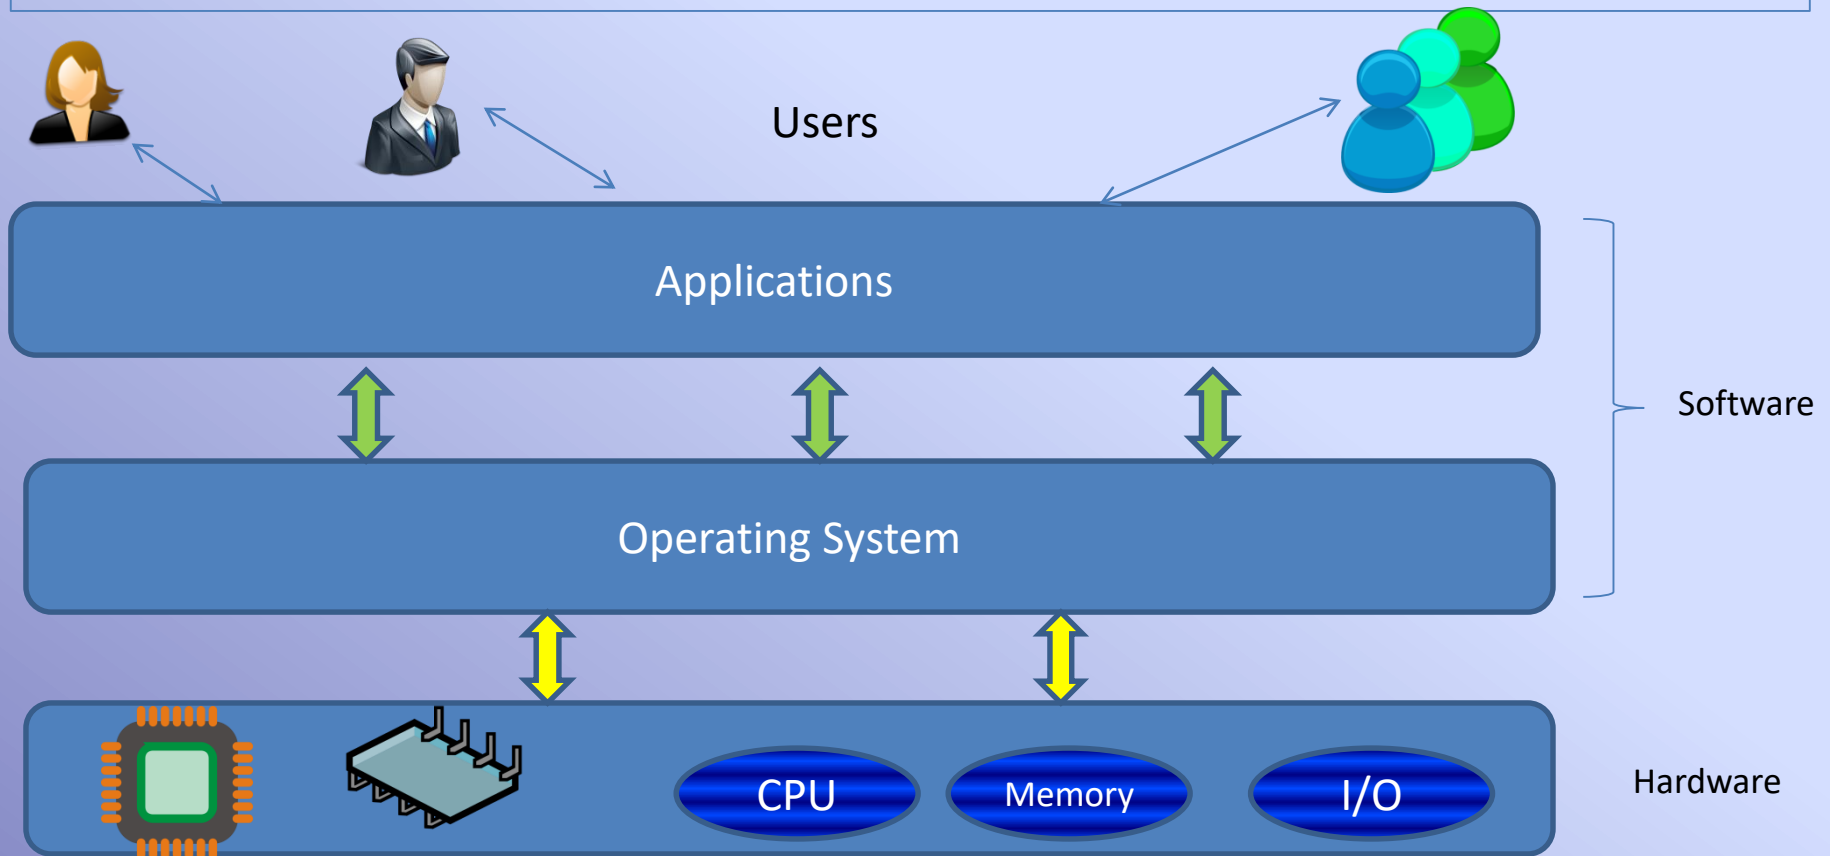 Users
Applications
Software
Operating System
CPU
Memory
I/O
Hardware